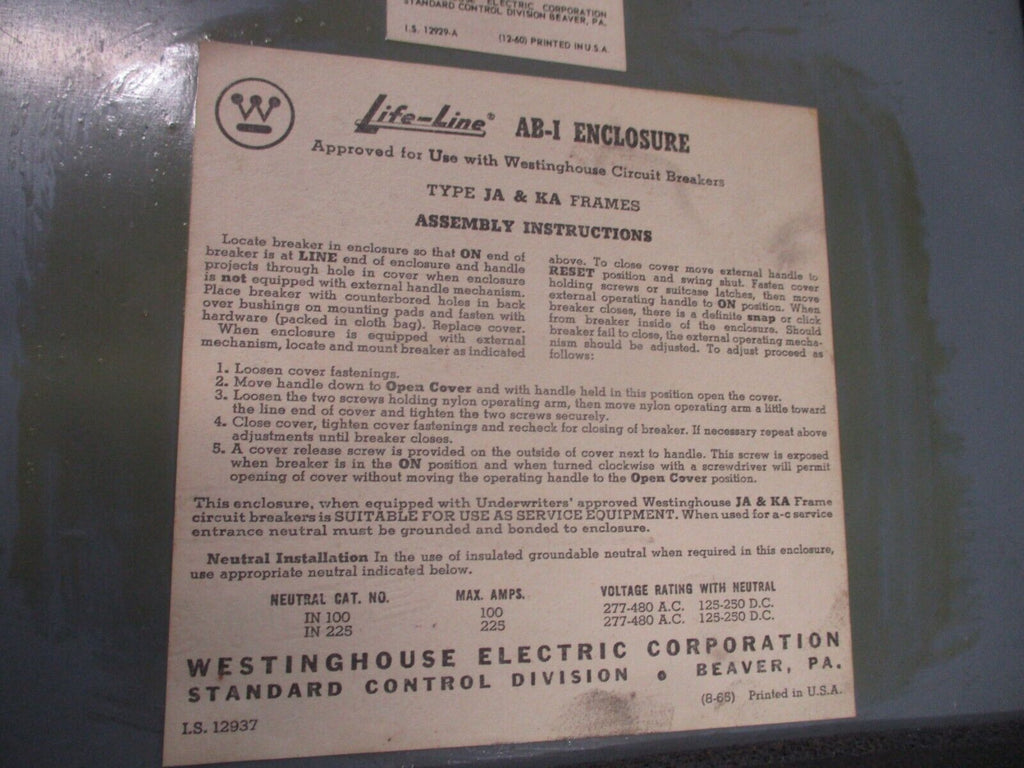 ELECTRIC CORPORATION
STANDARD CONTROL DIVISION BEAVER, PA.
I.S. 12929-A (12-60) PRINTED IN U.S.A.
W
Life-Line® AB-I ENCLOSURE
Approved for Use with Westinghouse Circuit Breakers
TYPE JA & KA FRAMES
ASSEMBLY INSTRUCTIONS
Locate breaker in enclosure so that ON end of
breaker is at LINE end of enclosure and handle
projects through hole in cover when enclosure
is not equipped with external handle mechanism.
Place breaker with counterbored holes in back
over bushings on mounting pads and fasten with
hardware (packed in cloth bag). Replace cover.
When enclosure is equipped with external
mechanism, locate and mount breaker as indicated
above. To close cover move external handle to
RESET position and swing shut. Fasten cover
holding screws or suitcase latches, then move
external operating handle to ON position. When
breaker closes, there is a definite snap or click
from breaker inside of the enclosure. Should
breaker fail to close, the external operating mecha-
nism should be adjusted. To adjust proceed as
follows:
1. Loosen cover fastenings.
2. Move handle down to Open Cover and with handle held in this position open the cover.
3. Loosen the two screws holding nylon operating arm, then move nylon operating arm a little toward
the line end of cover and tighten the two screws securely.
4. Close cover, tighten cover fastenings and recheck for closing of breaker. If necessary repeat above
adjustments until breaker closes.
5. A cover release screw is provided on the outside of cover next to handle. This screw is exposed
when breaker is in the ON position and when turned clockwise with a screwdriver will permit
opening of cover without moving the operating handle to the Open Cover position.
This enclosure, when equipped with Underwriters' approved Westinghouse JA & KA Frame
circuit breakers is SUITABLE FOR USE AS SERVICE EQUIPMENT. When used for a-c service
entrance neutral must be grounded and bonded to enclosure.
Neutral Installation In the use of insulated groundable neutral when required in this enclosure,
use appropriate neutral indicated below.
NEUTRAL CAT. NO. MAX. AMPS. VOLTAGE RATING WITH NEUTRAL
IN 100 100 277-480 A.C. 125-250 D.C.
IN 225 225 277-480 A.C. 125-250 D.C.
WESTINGHOUSE ELECTRIC CORPORATION
STANDARD CONTROL DIVISION • BEAVER, PA.
I.S. 12937 (8-65) Printed in U.S.A.